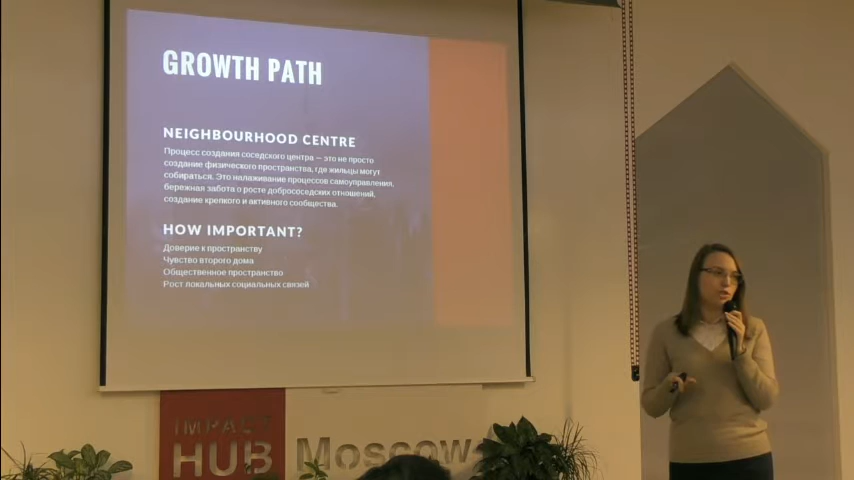 GROWTH PATH
NEIGHBOURHOOD CENTRE
Процесс создания соседского центра – это не просто
создание физического пространства, где жильцы могут
собираться. Это налаживание процессов самоуправления,
бережная забота о росте добрососедских отношений,
создание крепкого и активного сообщества.
HOW IMPORTANT?
Доверие к пространству
Чувство второго дома
Общественное пространство
Рост локальных социальных связей
IMPACT
HUB Moscow